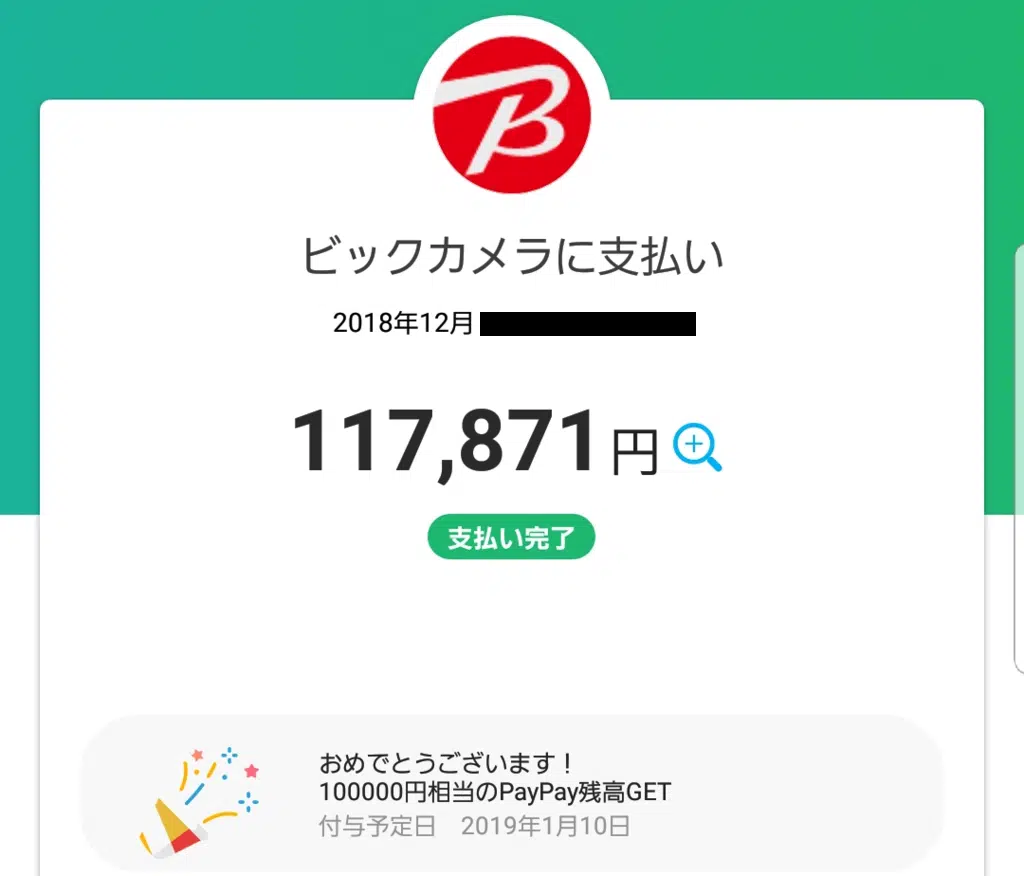 ビックカメラに支払い
2018年12月
117,871円
支払い完了
おめでとうございます！
100000円相当のPayPay残高GET
付与予定日　2019年1月10日